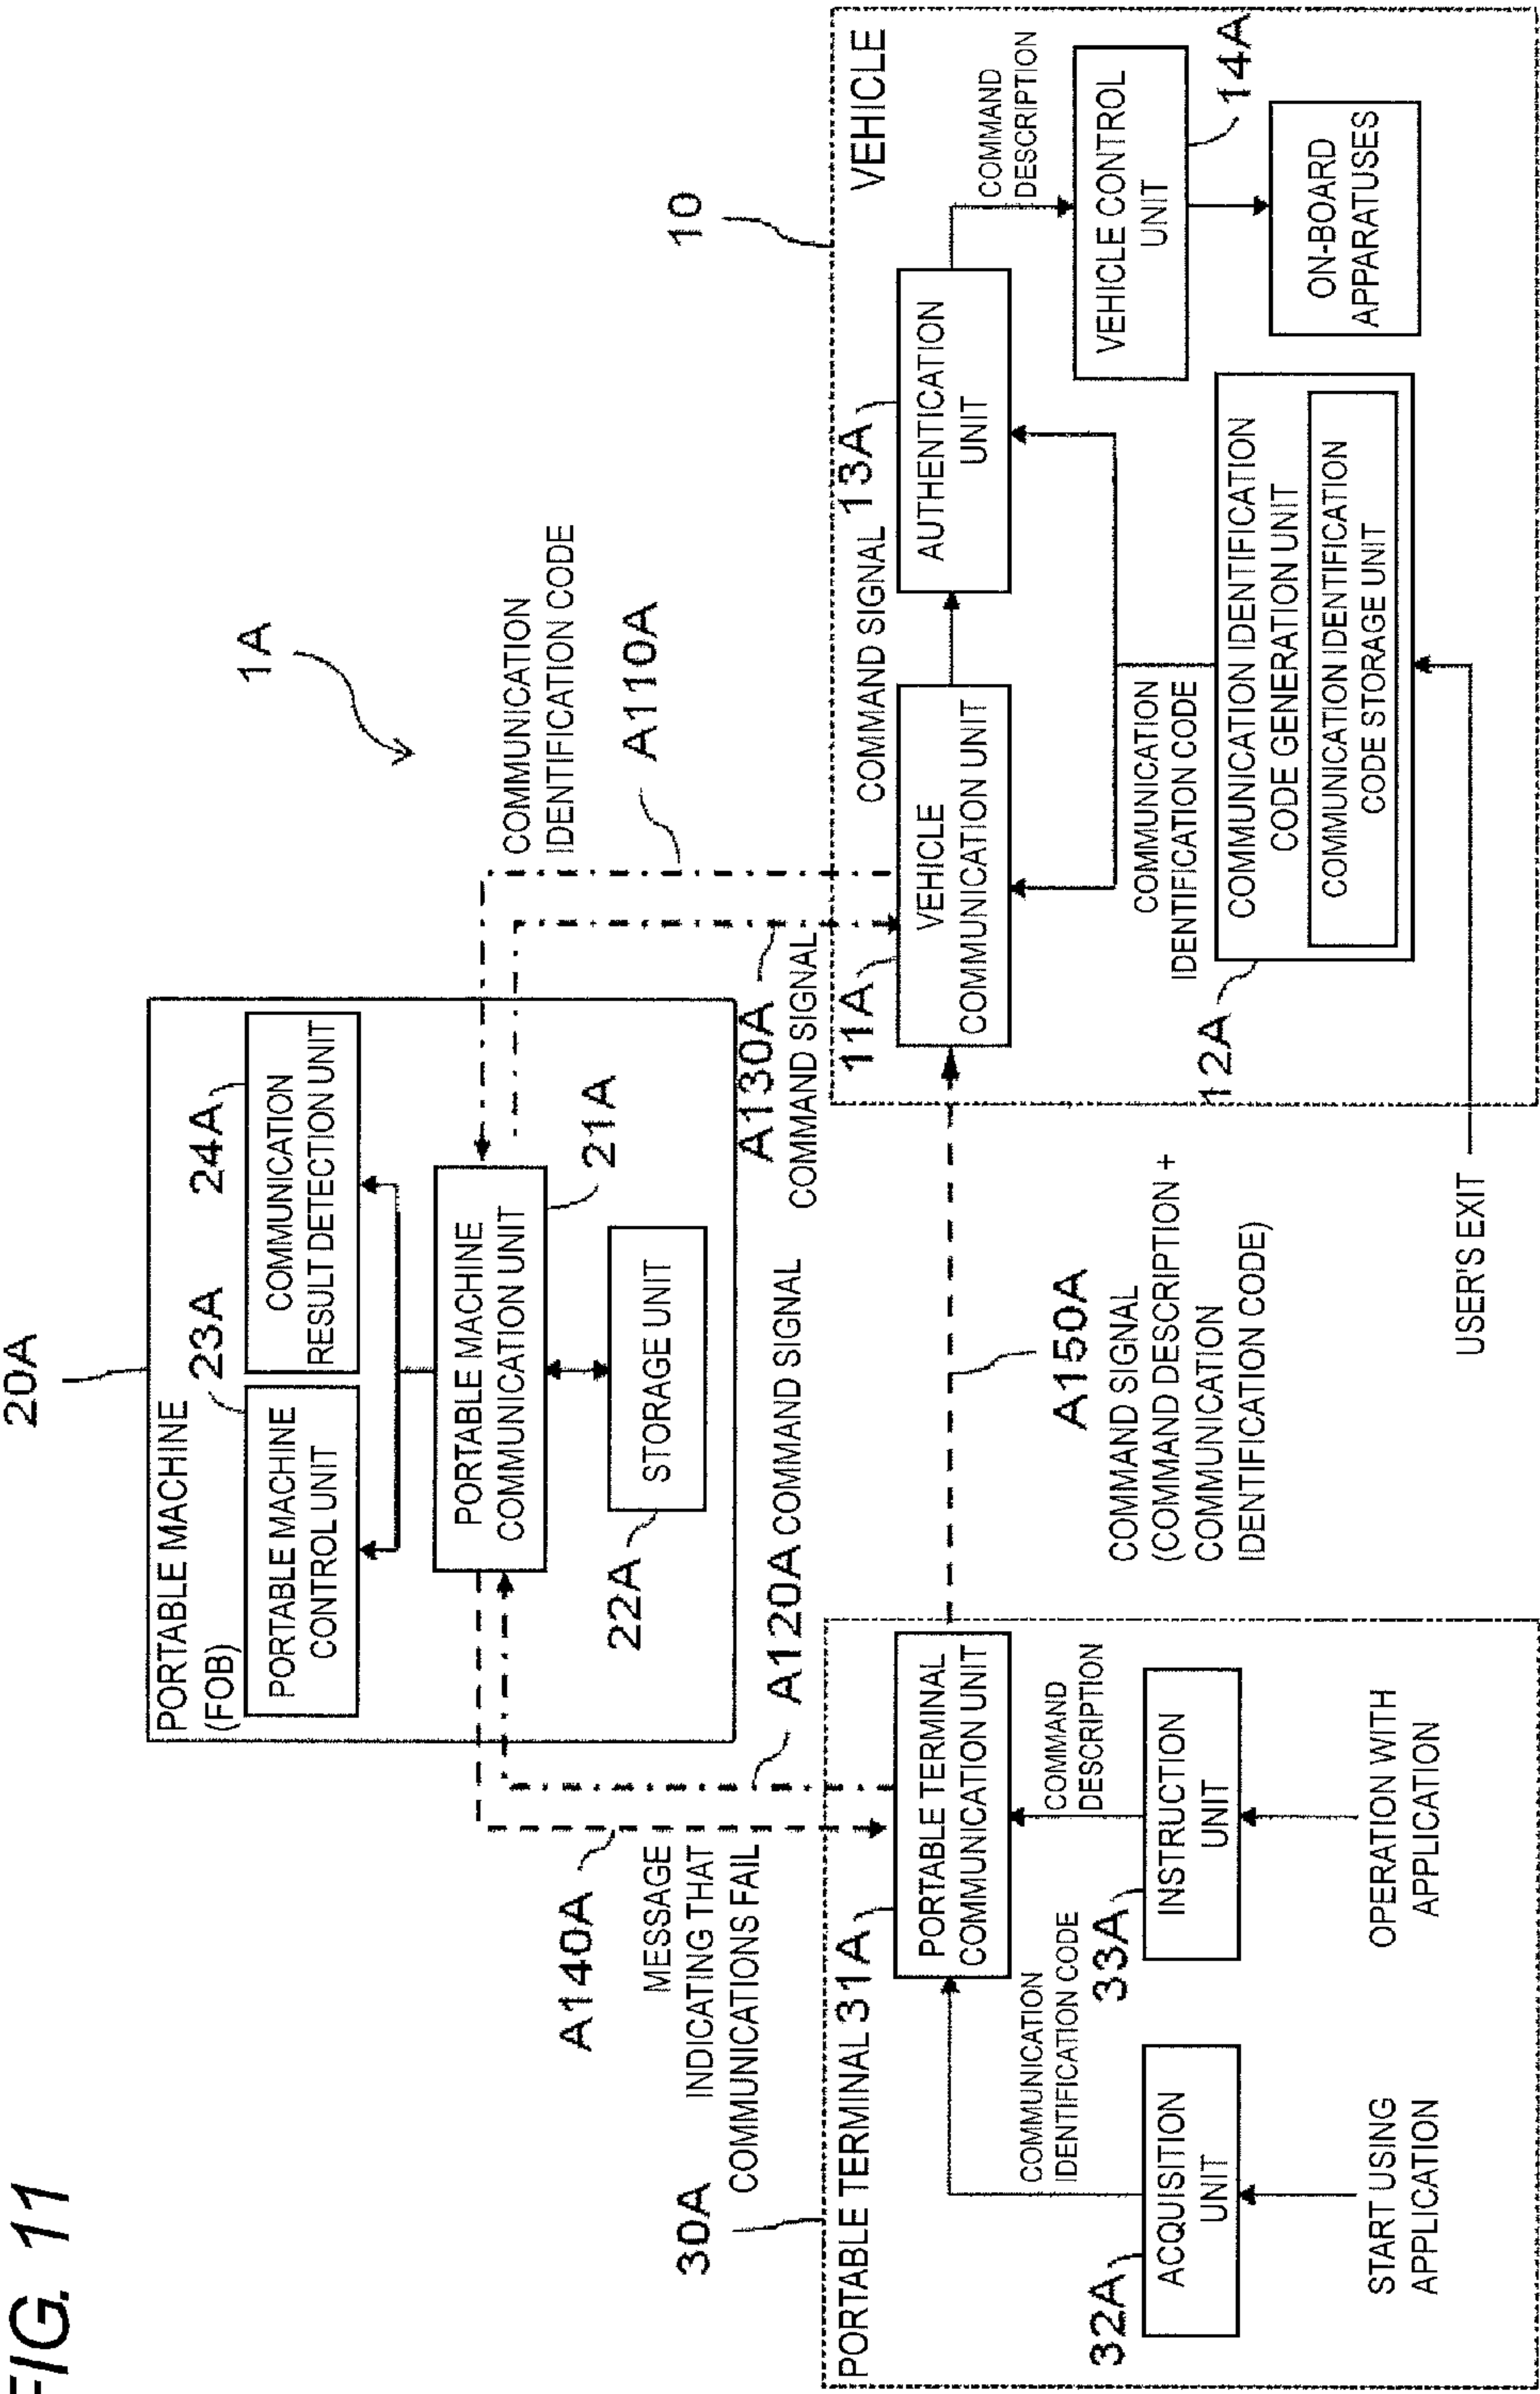 FIG. 11
20A
1A
PORTABLE MACHINE
(FOB)
23A
24A
PORTABLE MACHINE
CONTROL UNIT
COMMUNICATION
RESULT DETECTION UNIT
PORTABLE MACHINE
COMMUNICATION UNIT
21A
STORAGE UNIT
22A
COMMUNICATION
IDENTIFICATION CODE
A110A
A140A
MESSAGE
INDICATING THAT
COMMUNICATIONS FAIL
A120A COMMAND SIGNAL
A130A
COMMAND SIGNAL
30A
PORTABLE TERMINAL 31A
PORTABLE TERMINAL
COMMUNICATION UNIT
COMMUNICATION
IDENTIFICATION CODE
COMMAND
DESCRIPTION
32A
ACQUISITION
UNIT
33A
INSTRUCTION
UNIT
START USING
APPLICATION
OPERATION WITH
APPLICATION
A150A
COMMAND SIGNAL
(COMMAND DESCRIPTION +
COMMUNICATION
IDENTIFICATION CODE)
USER'S EXIT
10
VEHICLE
11A
COMMAND SIGNAL 13A
VEHICLE
COMMUNICATION UNIT
AUTHENTICATION
UNIT
COMMAND
DESCRIPTION
VEHICLE CONTROL
UNIT
14A
ON-BOARD
APPARATUSES
COMMUNICATION
IDENTIFICATION CODE
12A
COMMUNICATION IDENTIFICATION
CODE GENERATION UNIT
COMMUNICATION IDENTIFICATION
CODE STORAGE UNIT